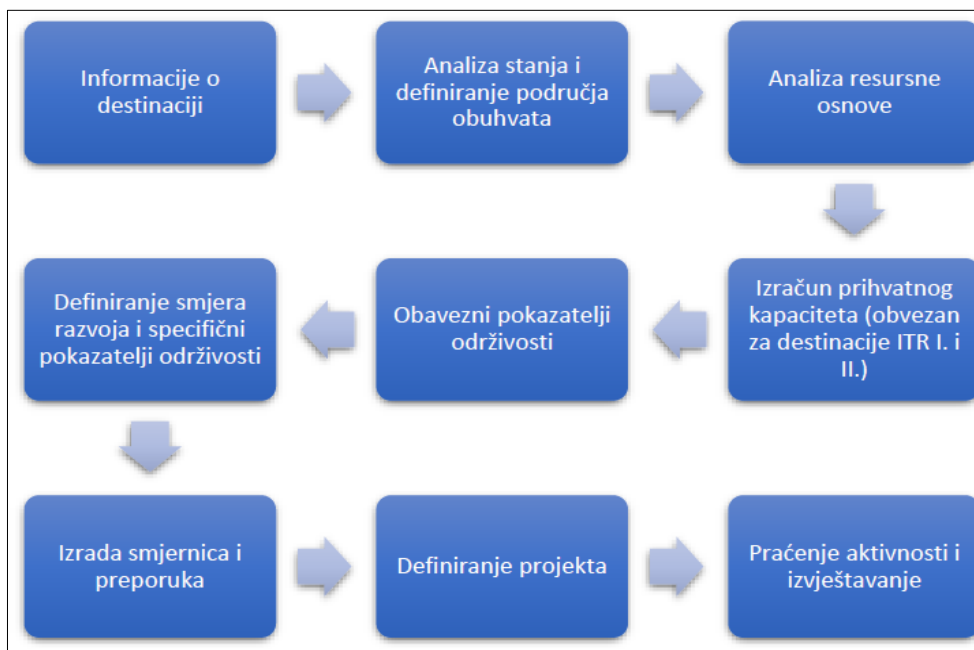 Informacije o
destinaciji
Analiza stanja i
definiranje područja
obuhvata
Analiza resursne
osnove
Izračun prihvatnog
kapaciteta (obvezan
za destinacije ITR I. i
II.)
Obavezni pokazatelji
održivosti
Definiranje smjera
razvoja i specifični
pokazatelji održivosti
Izrada smjernica i
preporuka
Definiranje projekta
Praćenje aktivnosti i
izvještavanje